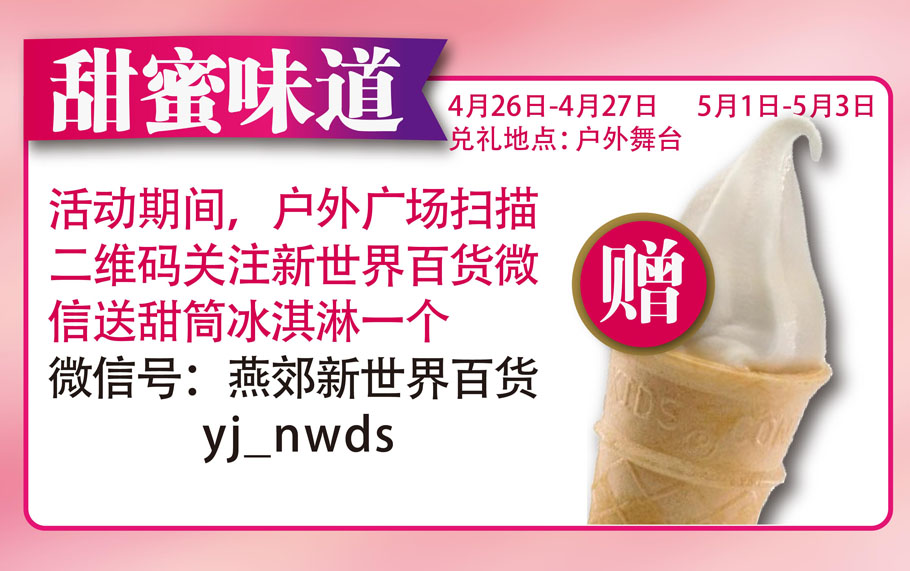 甜蜜味道
4月26日-4月27日 5月1日-5月3日
兑礼地点：户外舞台
活动期间，户外广场扫描
二维码关注新世界百货微
信送甜筒冰淇淋一个
赠
微信号：燕郊新世界百货
yj_nwds